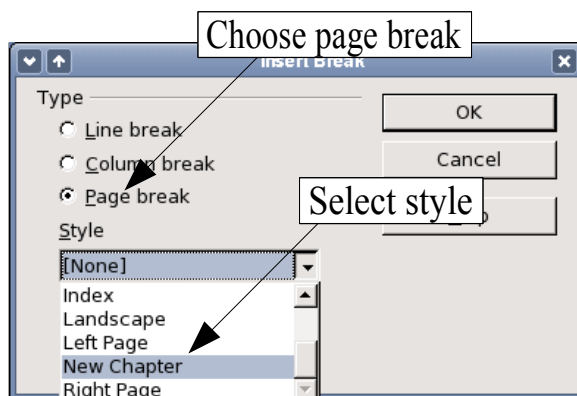 Choose page break
Insert Break
Type
OK
Line break
Column break
Cancel
Page break
Select style
Style
[None]
Index
Landscape
Left Page
New Chapter
Right Page